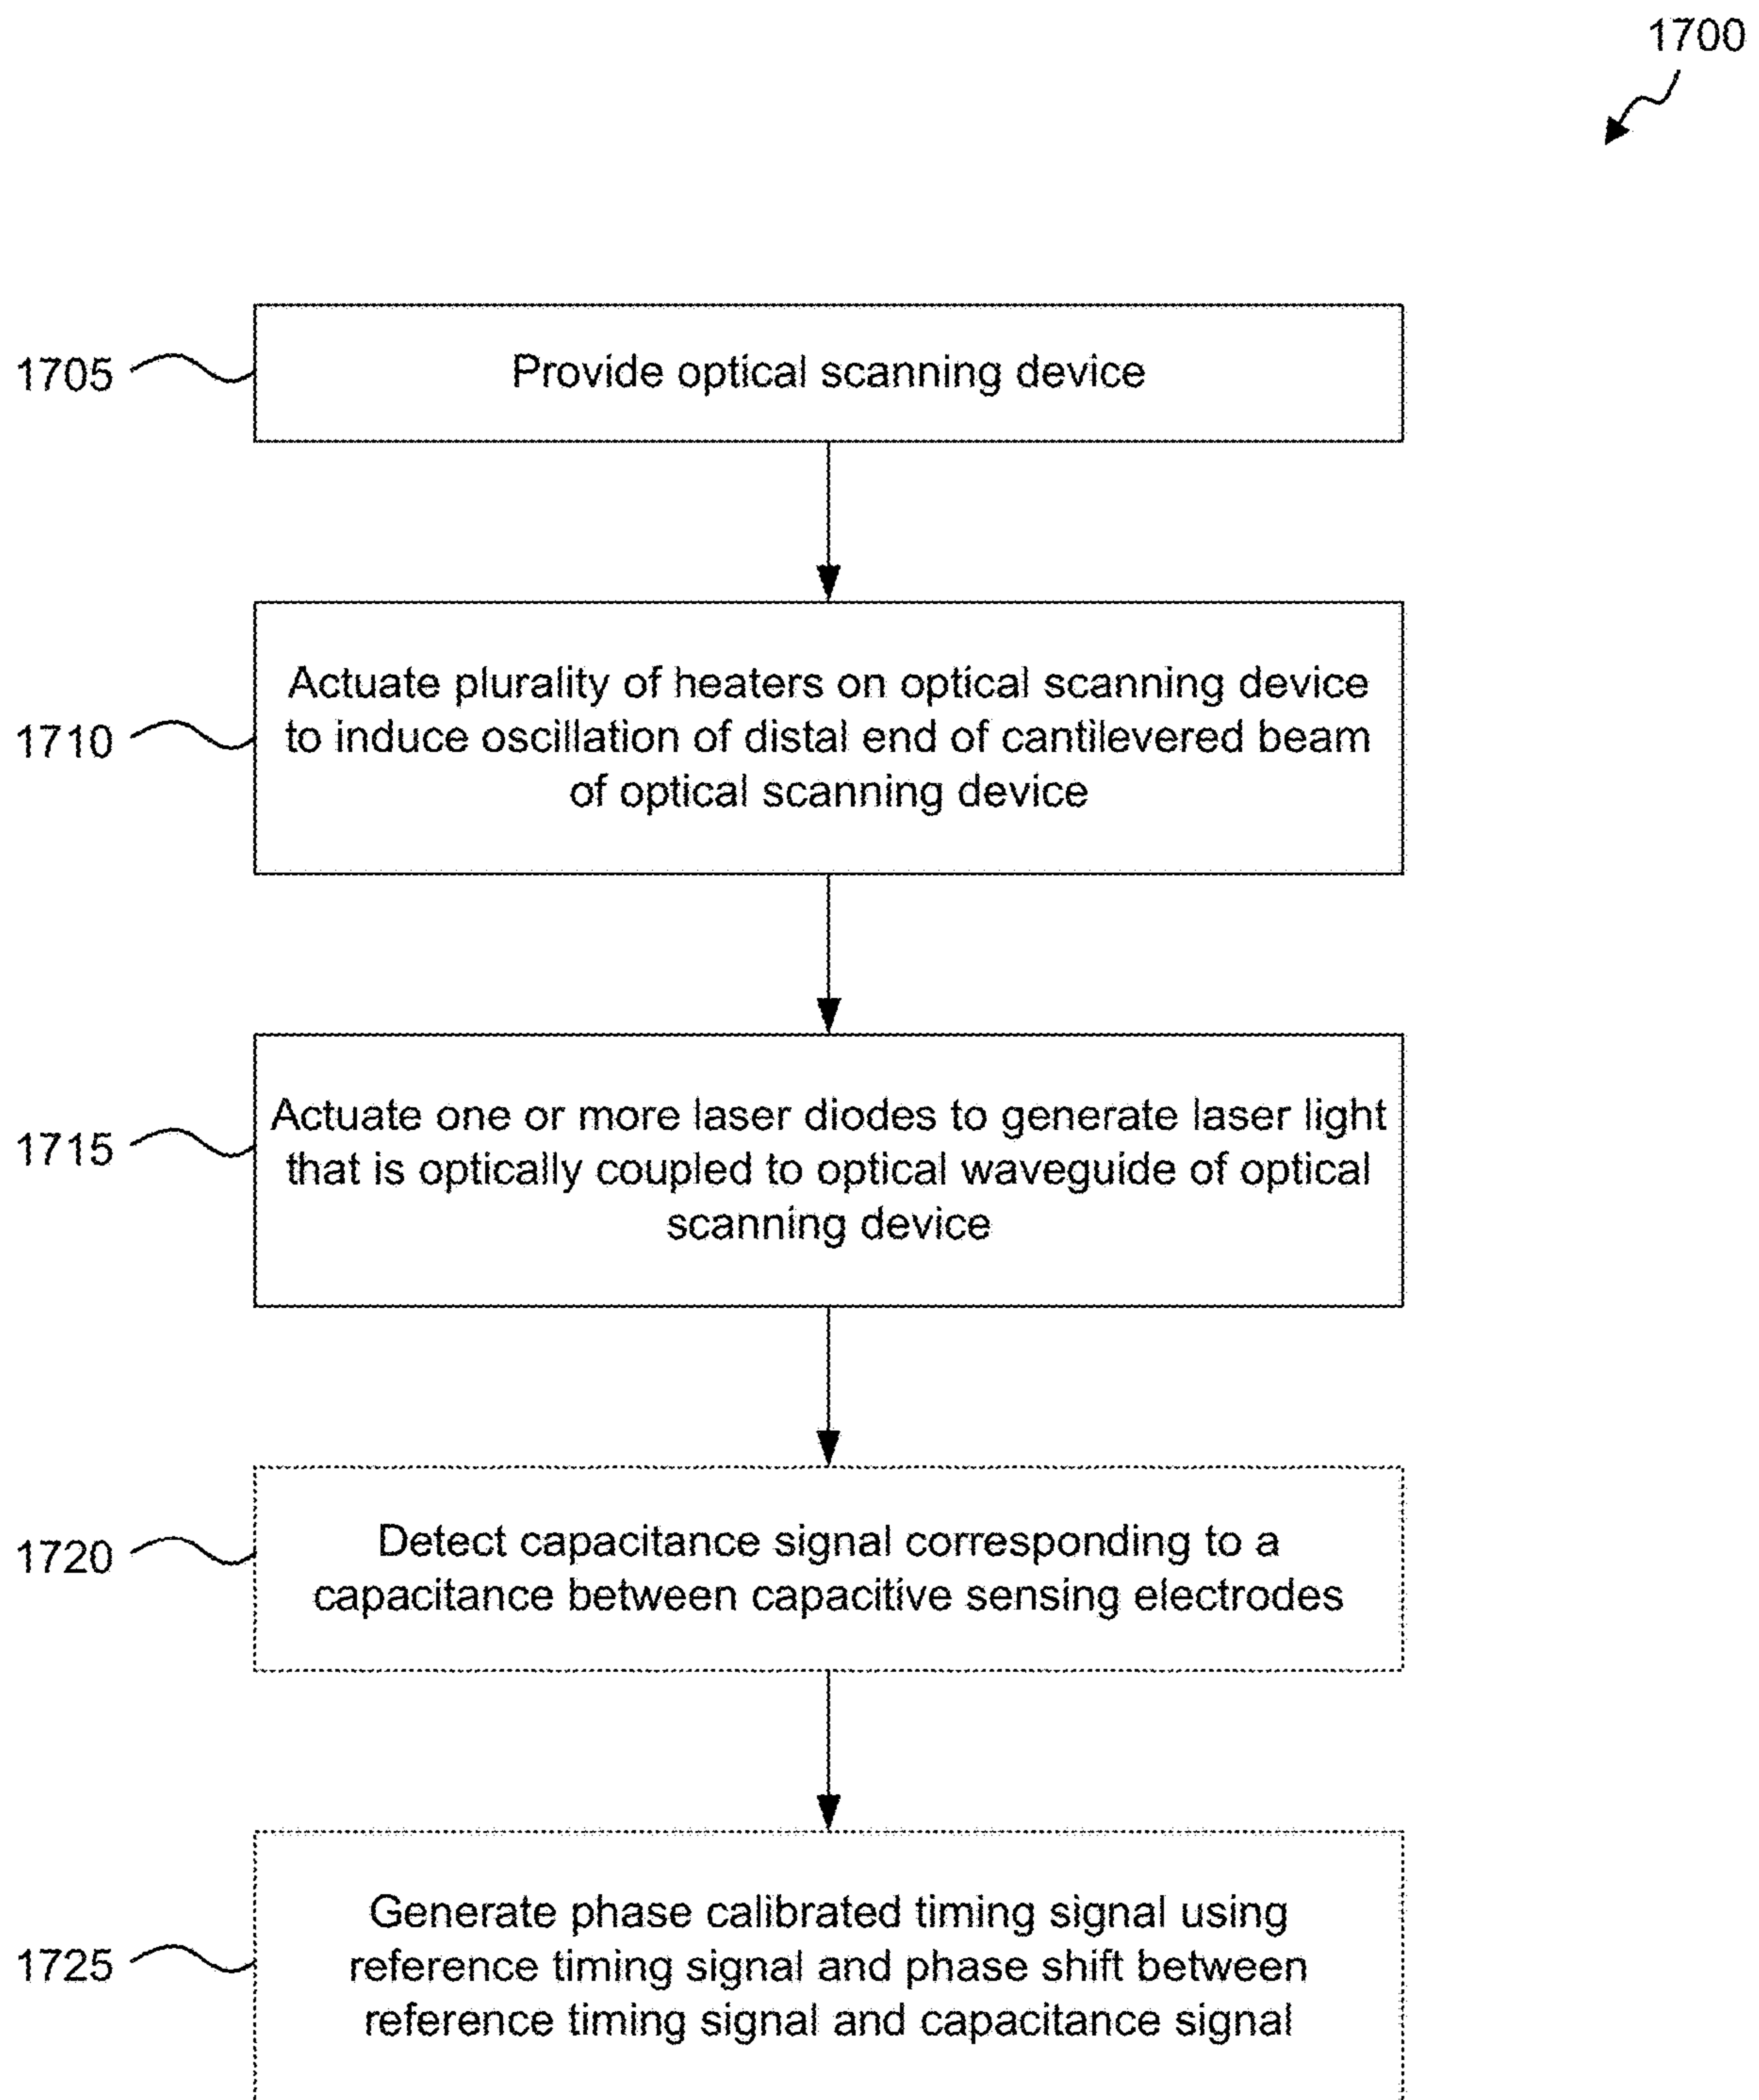 1700
1705
Provide optical scanning device
1710
Actuate plurality of heaters on optical scanning device
to induce oscillation of distal end of cantilevered beam
of optical scanning device
1715
Actuate one or more laser diodes to generate laser light
that is optically coupled to optical waveguide of optical
scanning device
1720
Detect capacitance signal corresponding to a
capacitance between capacitive sensing electrodes
1725
Generate phase calibrated timing signal using
reference timing signal and phase shift between
reference timing signal and capacitance signal